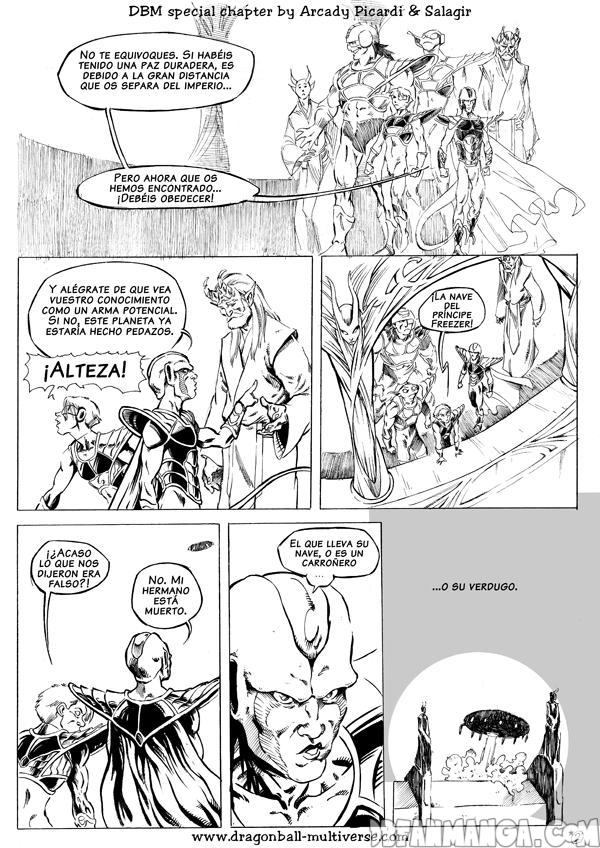 DBM special chapter by Arcady Picardi & Salagir
NO TE EQUIVOQUES. SI HABÉIS
TENIDO UNA PAZ DURADERA, ES
DEBIDO A LA GRAN DISTANCIA
QUE OS SEPARA DEL IMPERIO...
PERO AHORA QUE OS
HEMOS ENCONTRADO...
¡DEBÉIS OBEDECER!
Y ALÉGRATE DE QUE VEA
VUESTRO CONOCIMIENTO
COMO UN ARMA POTENCIAL.
SI NO, ESTE PLANETA YA
ESTARÍA HECHO PEDAZOS.
¡ALTEZA!
¡LA NAVE
DEL
PRÍNCIPE
FREEZER!
¡¿ACASO
LO QUE NOS
DIJERON ERA
FALSO?!
NO. MI
HERMANO
ESTÁ
MUERTO.
EL QUE LLEVA SU
NAVE, O ES UN
CARROÑERO
...
...O SU VERDUGO.
www.dragonball-multiverse.com